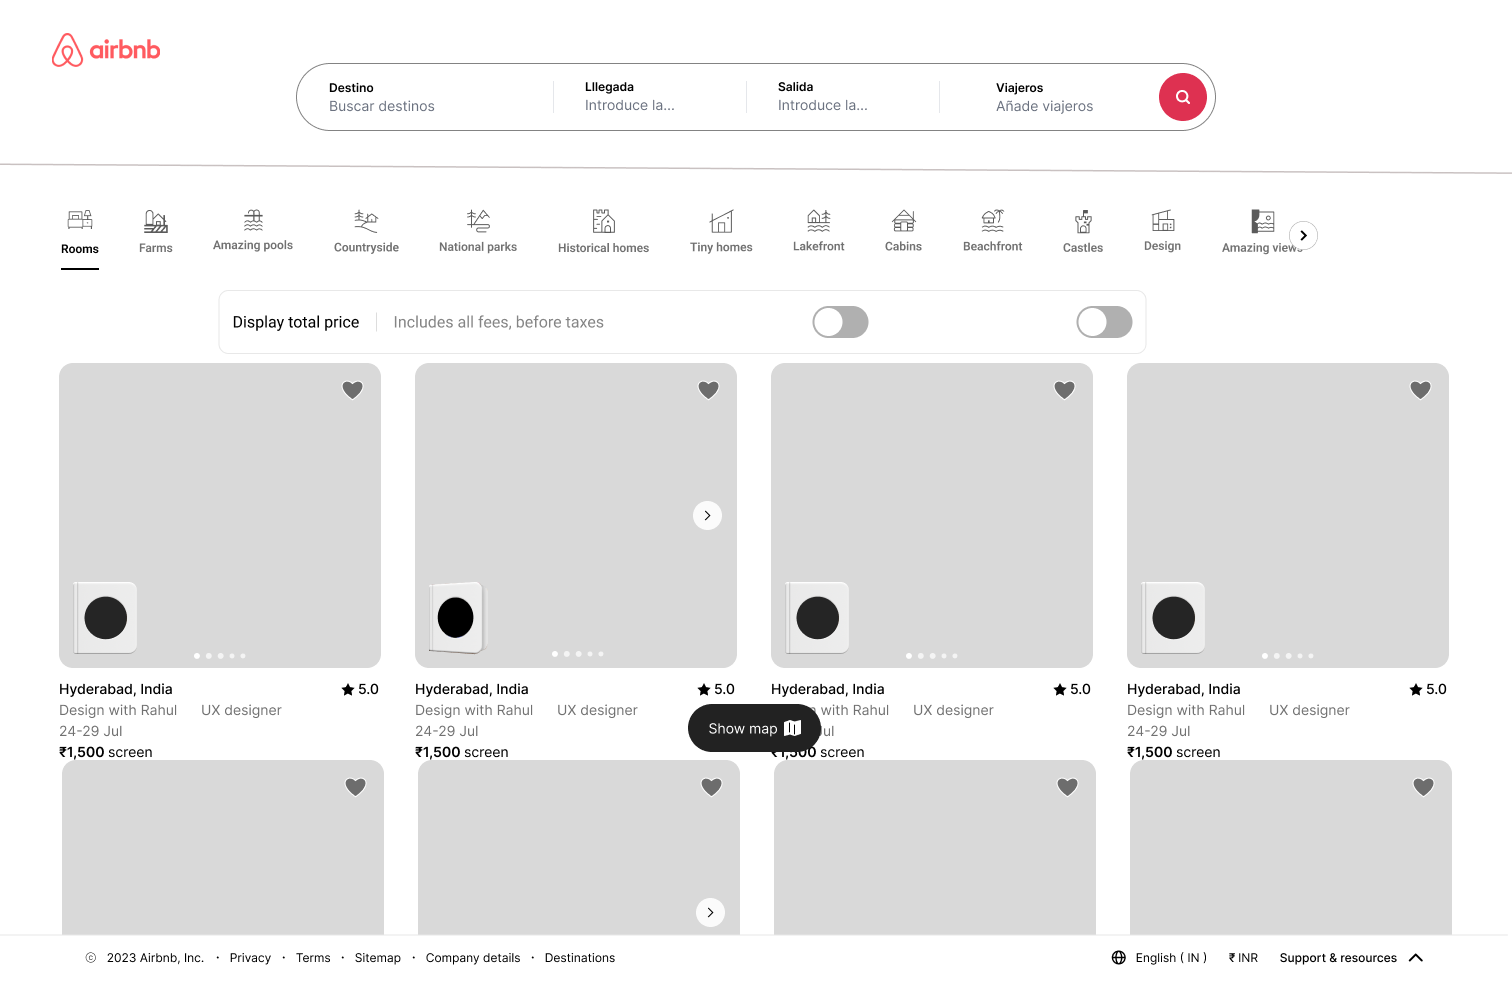 airbnb
Destino
Buscar destinos
Lllegada
Introduce la...
Salida
Introduce la...
Viajeros
Añade viajeros
Rooms
Farms
Amazing pools
Countryside
National parks
Historical homes
Tiny homes
Lakefront
Cabins
Beachfront
Castles
Design
Amazing views
Display total price
Includes all fees, before taxes
Hyderabad, India ★ 5.0
Design with Rahul UX designer
24-29 Jul
₹1,500 screen
Hyderabad, India ★ 5.0
Design with Rahul UX designer
24-29 Jul
₹1,500 screen
Show map
Hyderabad, India ★ 5.0
with Rahul UX designer
Jul
₹1,500 screen
Hyderabad, India ★ 5.0
Design with Rahul UX designer
24-29 Jul
₹1,500 screen
© 2023 Airbnb, Inc. · Privacy · Terms · Sitemap · Company details · Destinations
English ( IN ) ₹ INR Support & resources